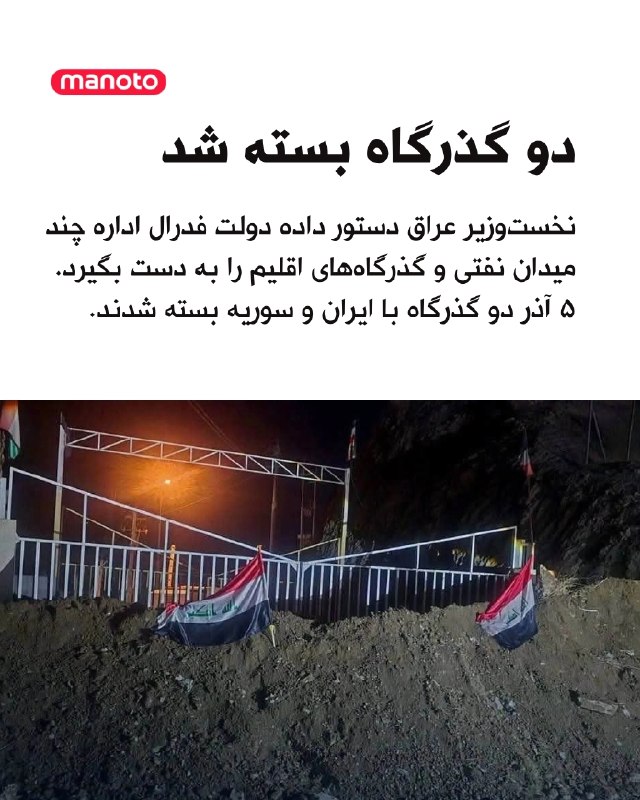 manoto
دو گذرگاه بسته شد
نخست‌وزیر عراق دستور داده دولت فدرال اداره چند
میدان نفتی و گذرگاه‌های اقلیم را به دست بگیرد.
۵ آذر دو گذرگاه با ایران و سوریه بسته شدند.